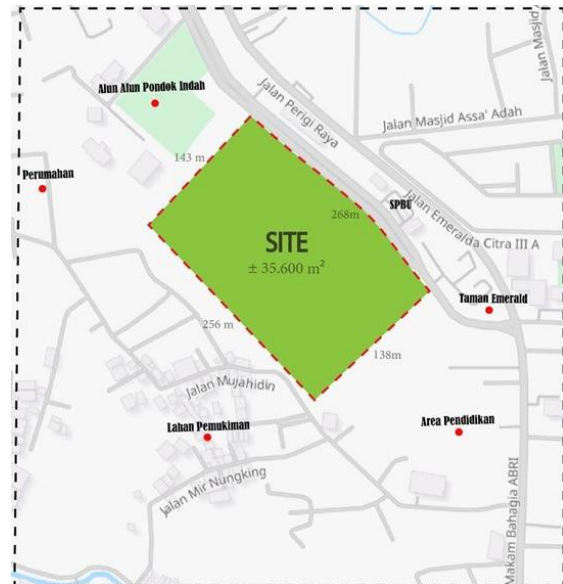 Alun Alun Pondok Indah
Jalan Perigi Raya
Jalan Masjid
Jalan Masjid Assa' Adah
143 m
Perumahan
268m
SPBU
Jalan Emeralda Citra III A
SITE
± 35.600 m²
Taman Emerald
256 m
138m
Jalan Mujahidin
Lahan Pemukiman
Area Pendidikan
Jalan Mir Nungking
Makam Bahagia ABRI